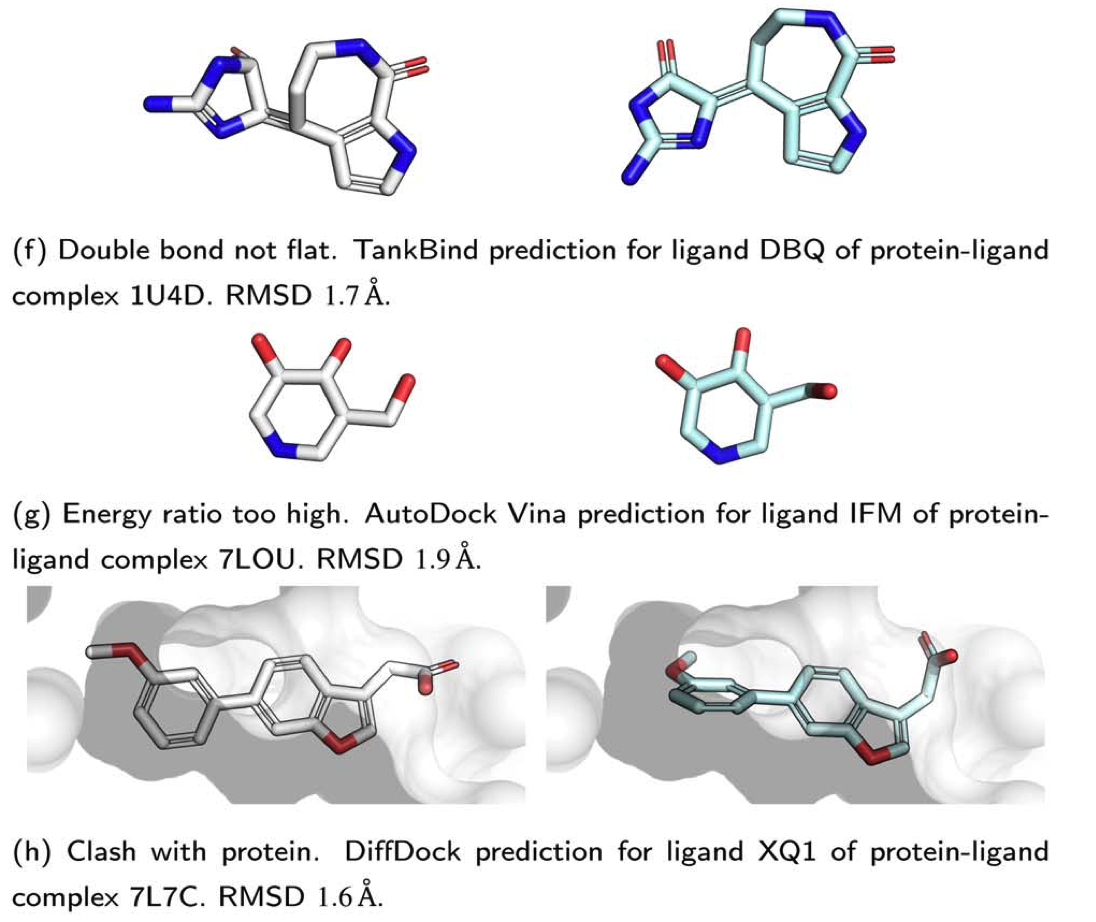 (f) Double bond not flat. TankBind prediction for ligand DBQ of protein-ligand
complex 1U4D. RMSD 1.7 Å.
(g) Energy ratio too high. AutoDock Vina prediction for ligand IFM of protein-
ligand complex 7LOU. RMSD 1.9 Å.
(h) Clash with protein. DiffDock prediction for ligand XQ1 of protein-ligand
complex 7L7C. RMSD 1.6 Å.